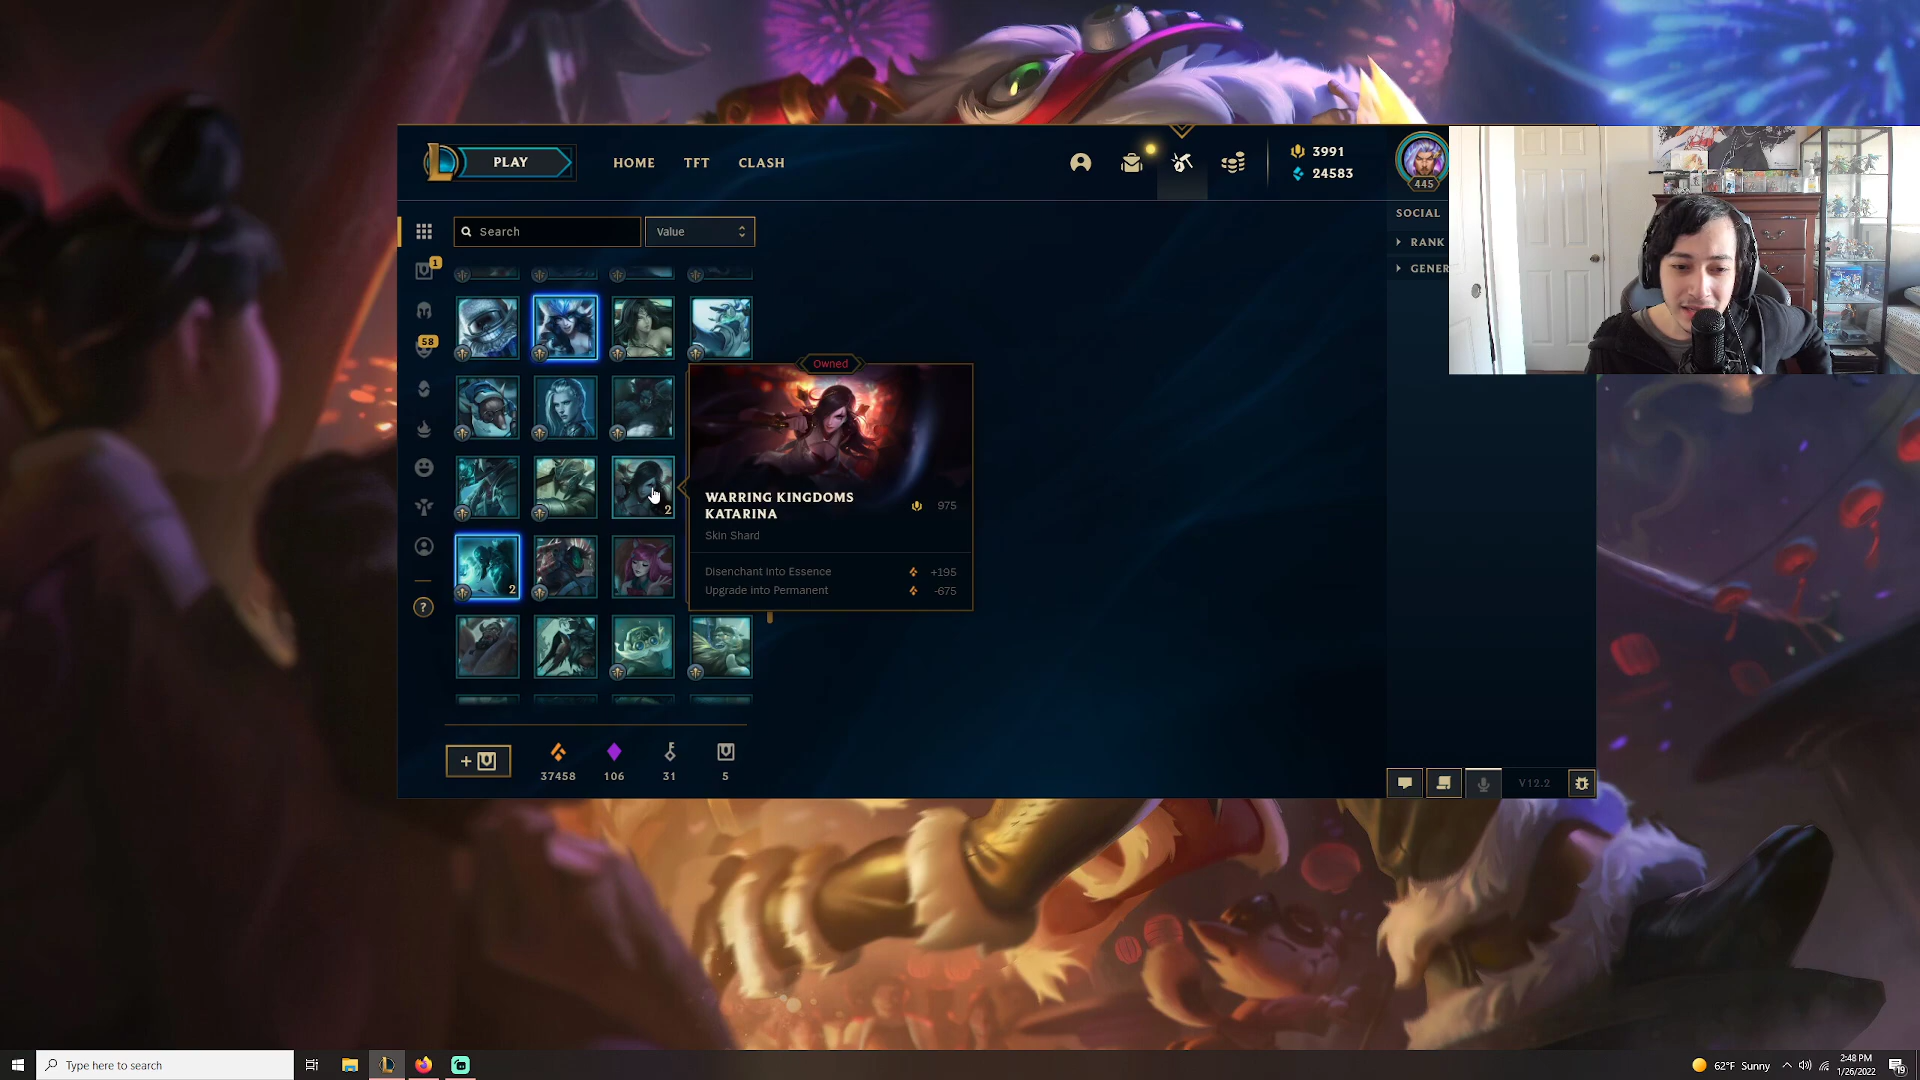 PLAY
HOME
TFT
CLASH
3991
24583
445
SOCIAL
RANK
GENER
Search
Value
1
58
Owned
WARRING KINGDOMS
KATARINA
975
Skin Shard
Disenchant Into Essence
+195
Upgrade into Permanent
-675
2
2
?
+
37458
106
31
5
V12.2
Type here to search
62°F Sunny
2:48 PM
1/26/2022
19